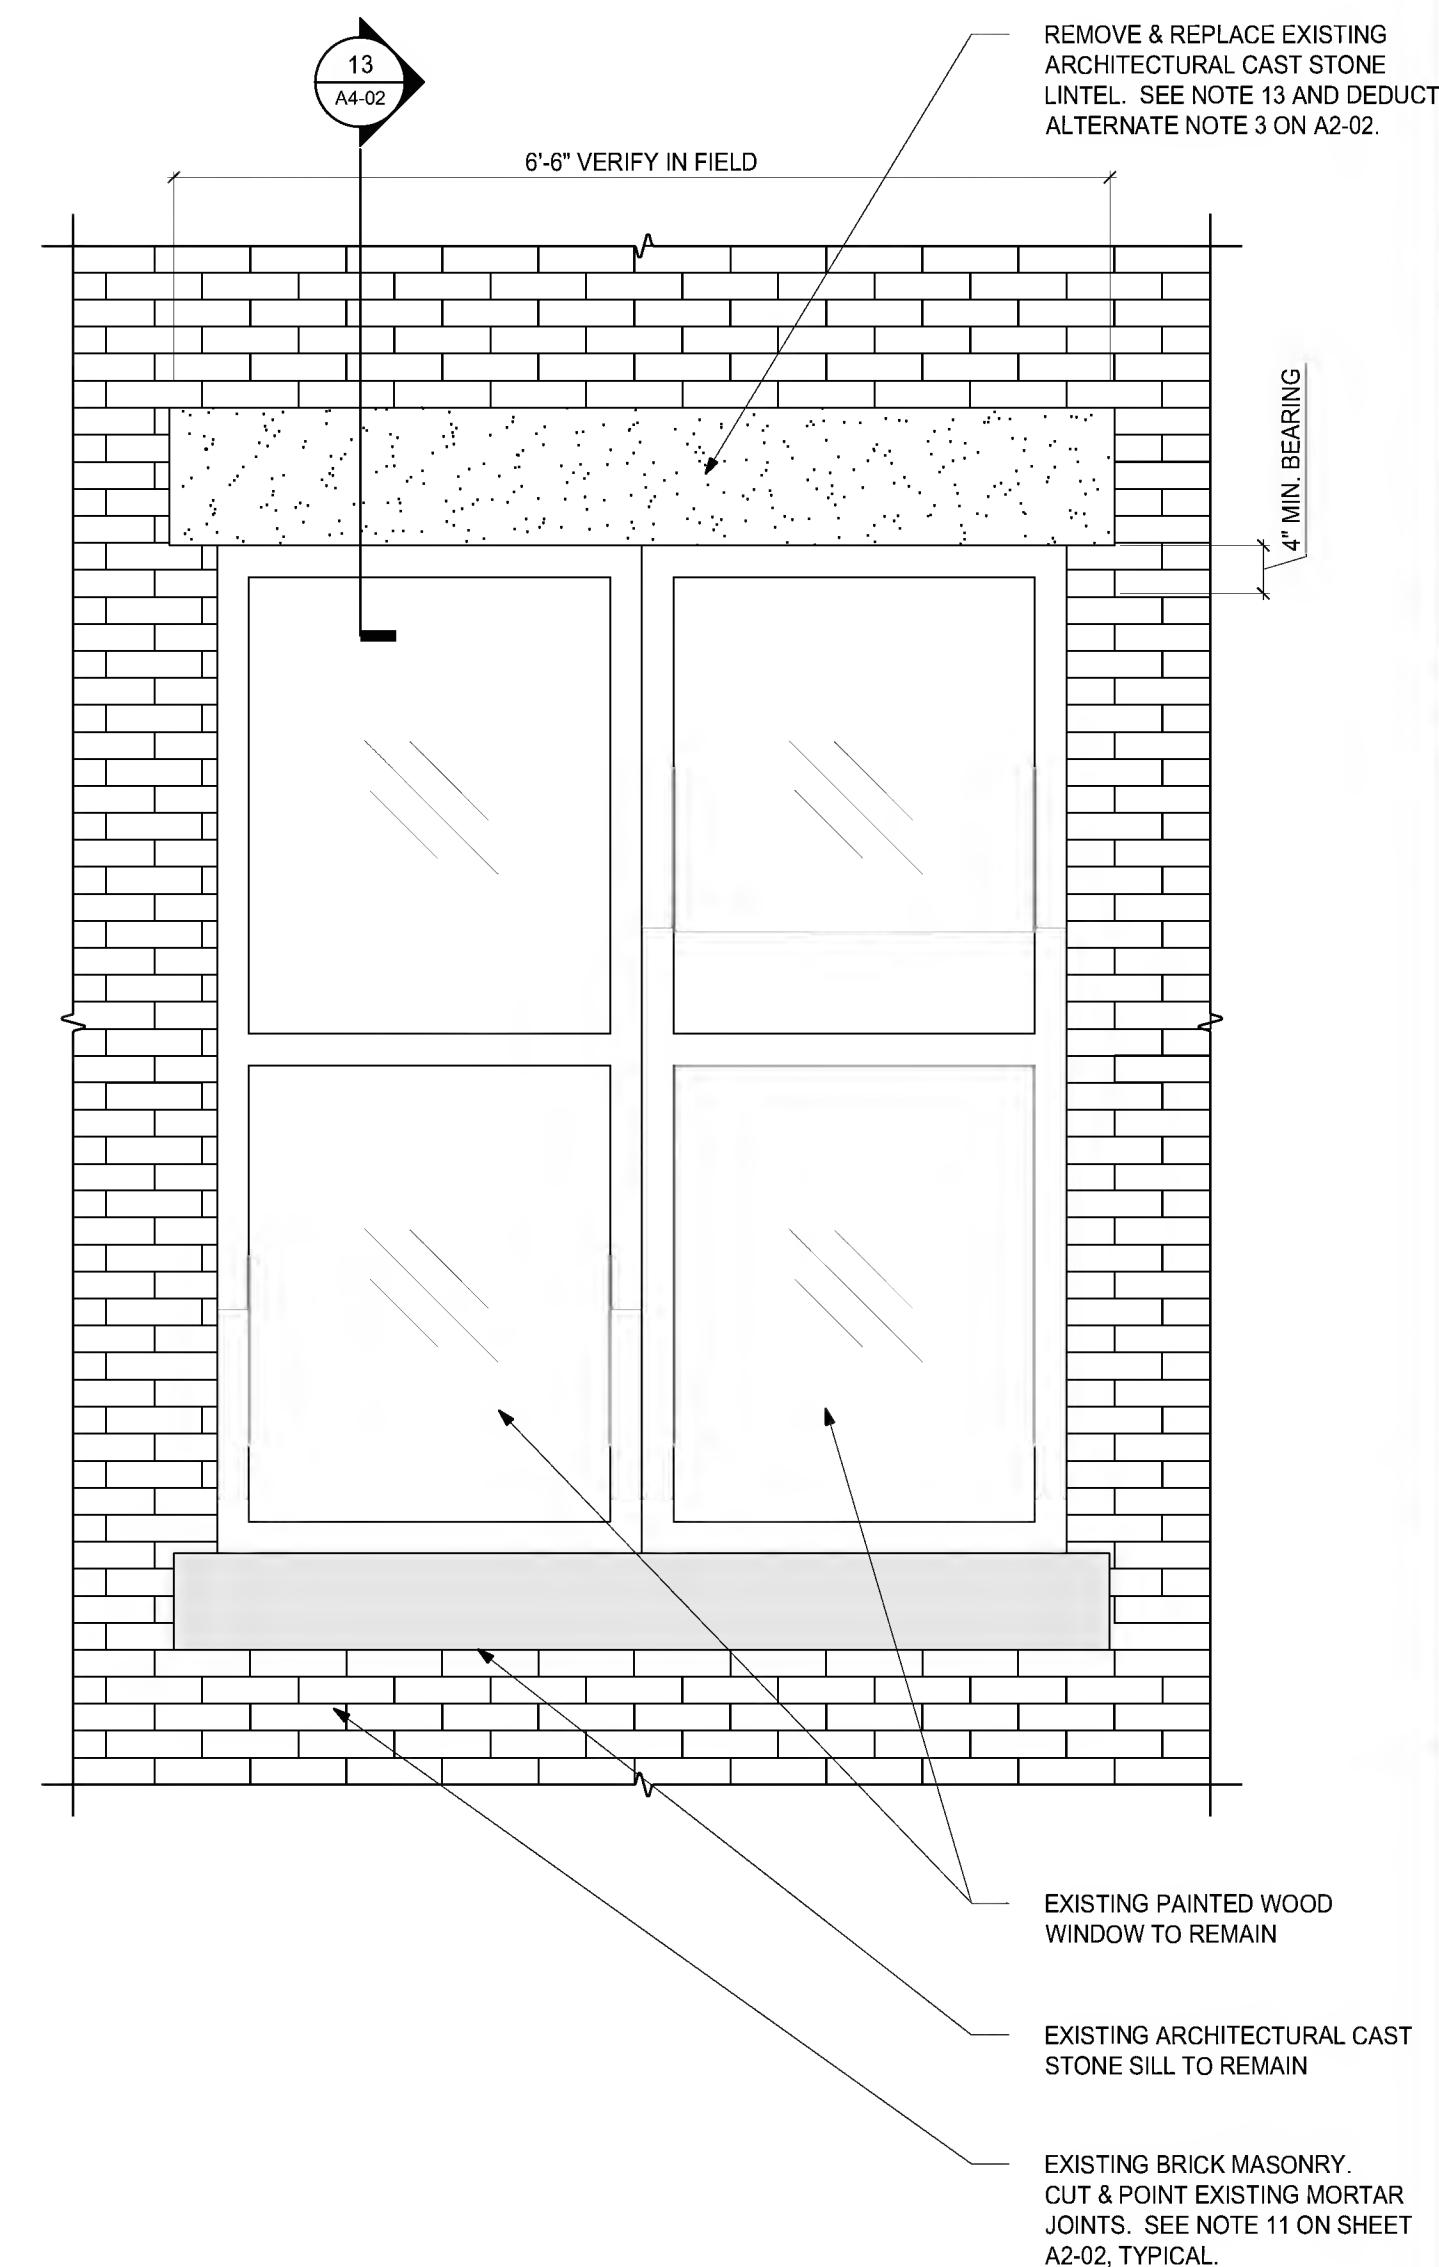 13
A4-02
REMOVE & REPLACE EXISTING
ARCHITECTURAL CAST STONE
LINTEL. SEE NOTE 13 AND DEDUCT
ALTERNATE NOTE 3 ON A2-02.
6'-6" VERIFY IN FIELD
4" MIN. BEARING
EXISTING PAINTED WOOD
WINDOW TO REMAIN
EXISTING ARCHITECTURAL CAST
STONE SILL TO REMAIN
EXISTING BRICK MASONRY.
CUT & POINT EXISTING MORTAR
JOINTS. SEE NOTE 11 ON SHEET
A2-02, TYPICAL.